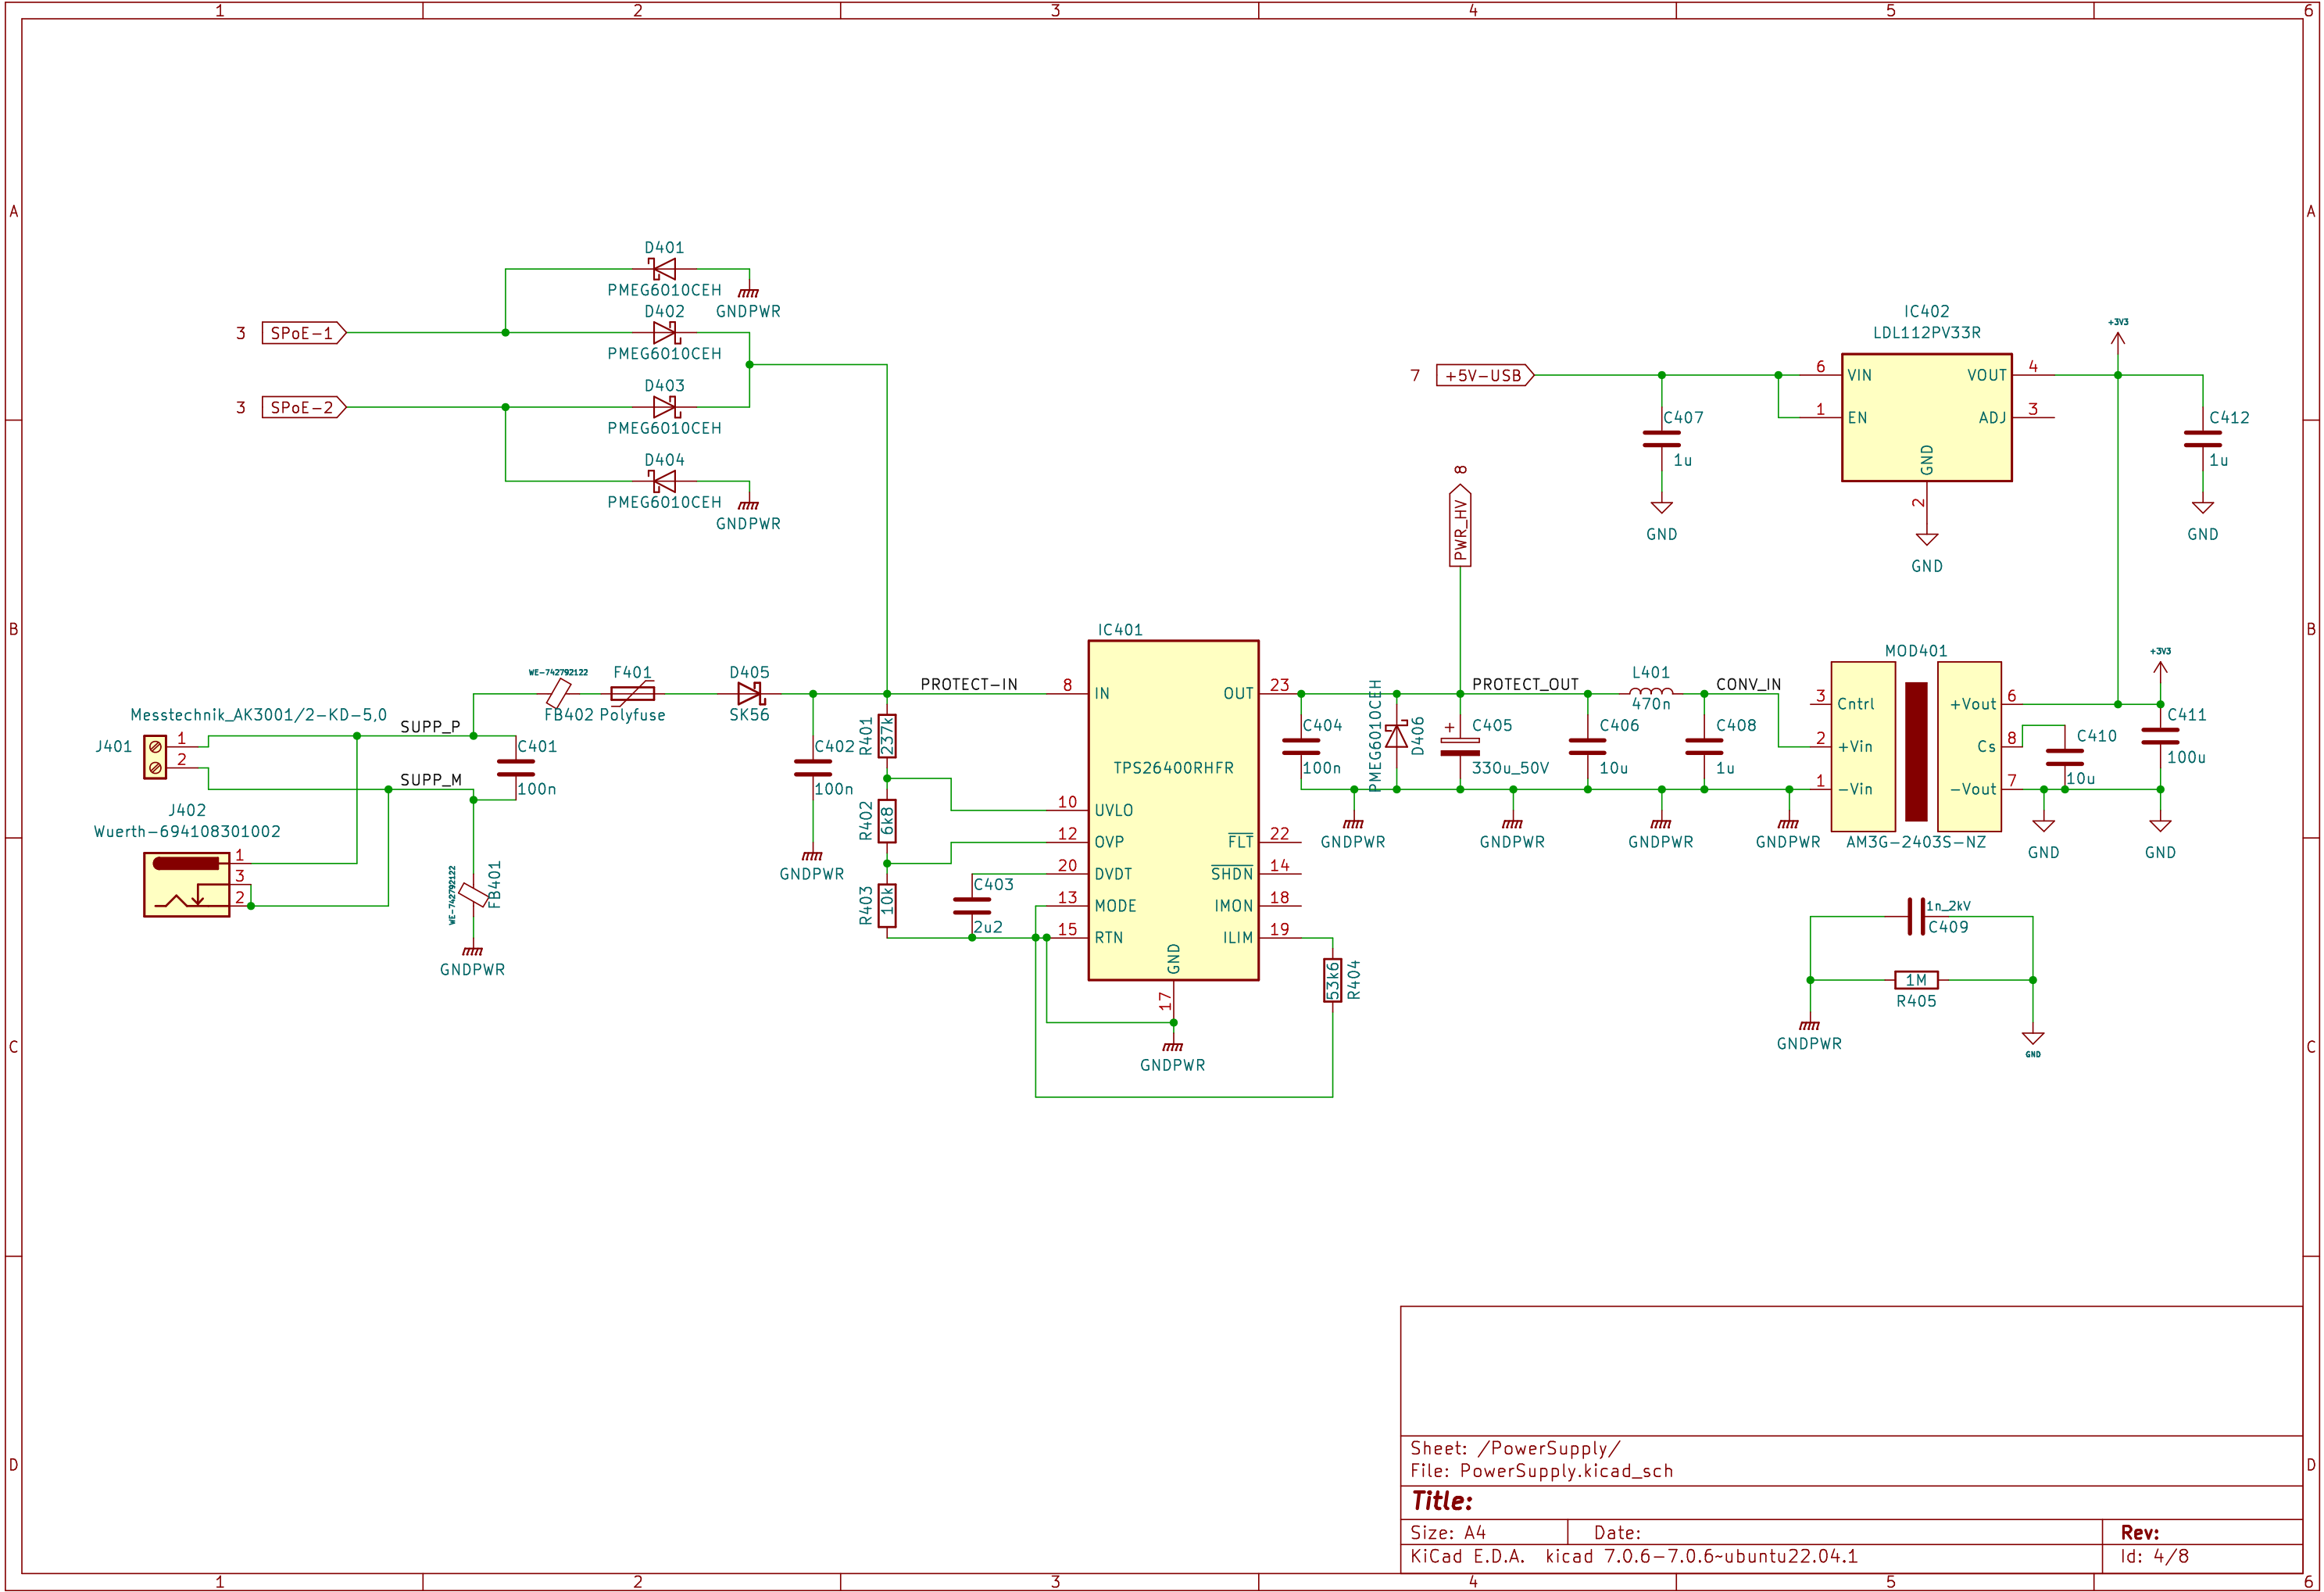 1 2 3 4 5 6
A A
B B
C C
D D
1 2 3 4 5 6
D401
PMEG6010CEH
GNDPWR
D402
PMEG6010CEH
3 SPoE-1
D403
PMEG6010CEH
3 SPoE-2
D404
PMEG6010CEH
GNDPWR
Messtechnik_AK3001/2-KD-5,0
J401
1
2
SUPP_P
SUPP_M
J402
Wuerth-694108301002
1
3
2
C401
100n
WE-742792122
FB401
GNDPWR
WE-742792122
FB402
F401
Polyfuse
D405
SK56
C402
100n
GNDPWR
R401
237k
R402
6k8
R403
10k
C403
2u2
PROTECT-IN
IC401
TPS26400RHFR
8 IN
10 UVLO
12 OVP
20 DVDT
13 MODE
15 RTN
GND
17
GNDPWR
OUT 23
FLT 22
SHDN 14
IMON 18
ILIM 19
53k6
R404
C404
100n
GNDPWR
PMEG6010CEH
D406
8
PWR_HV
+
C405
330u_50V
GNDPWR
PROTECT_OUT
C406
10u
L401
470n
GNDPWR
CONV_IN
C408
1u
GNDPWR
7 +5V-USB
C407
1u
GND
IC402
LDL112PV33R
6 VIN
1 EN
VOUT 4
ADJ 3
GND
2
GND
+3V3
C412
1u
GND
MOD401
3 Cntrl
2 +Vin
1 -Vin
+Vout 6
Cs 8
-Vout 7
AM3G-2403S-NZ
+3V3
C410
10u
C411
100u
GND
GND
1n_2kV
C409
1M
R405
GNDPWR
GND
Sheet: /PowerSupply/
File: PowerSupply.kicad_sch
Title:
Size: A4 Date: Rev:
KiCad E.D.A. kicad 7.0.6-7.0.6~ubuntu22.04.1 Id: 4/8